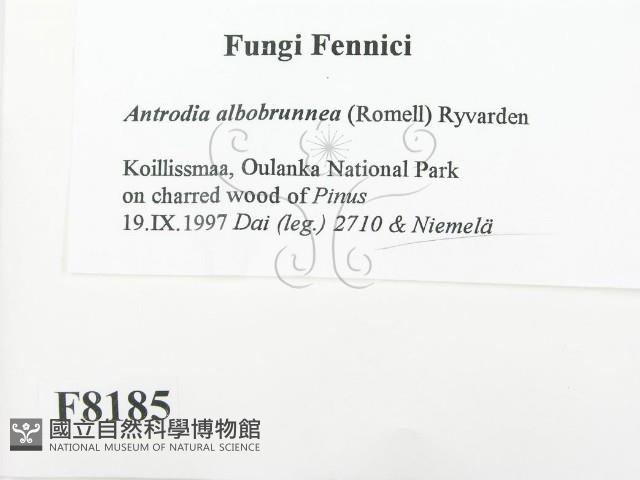 Fungi Fennici
Antrodia albobrunnea (Romell) Ryvarden
Koillissmaa, Oulanka National Park
on charred wood of Pinus
19.IX.1997 Dai (leg.) 2710 & Niemelä
F8185
國立自然科學博物館
NATIONAL MUSEUM OF NATURAL SCIENCE